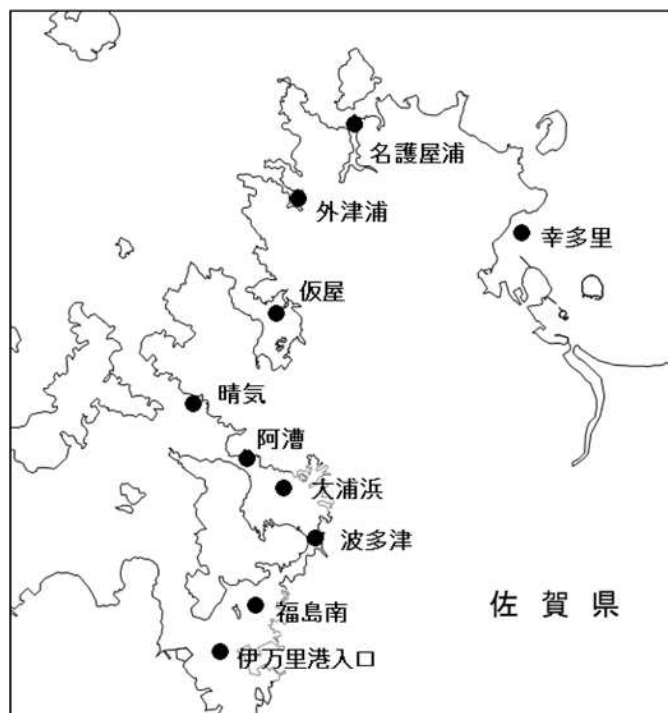 名護屋浦
外津浦
幸多里
仮屋
晴気
阿漕
大浦浜
波多津
福島南
佐賀県
伊万里港入口